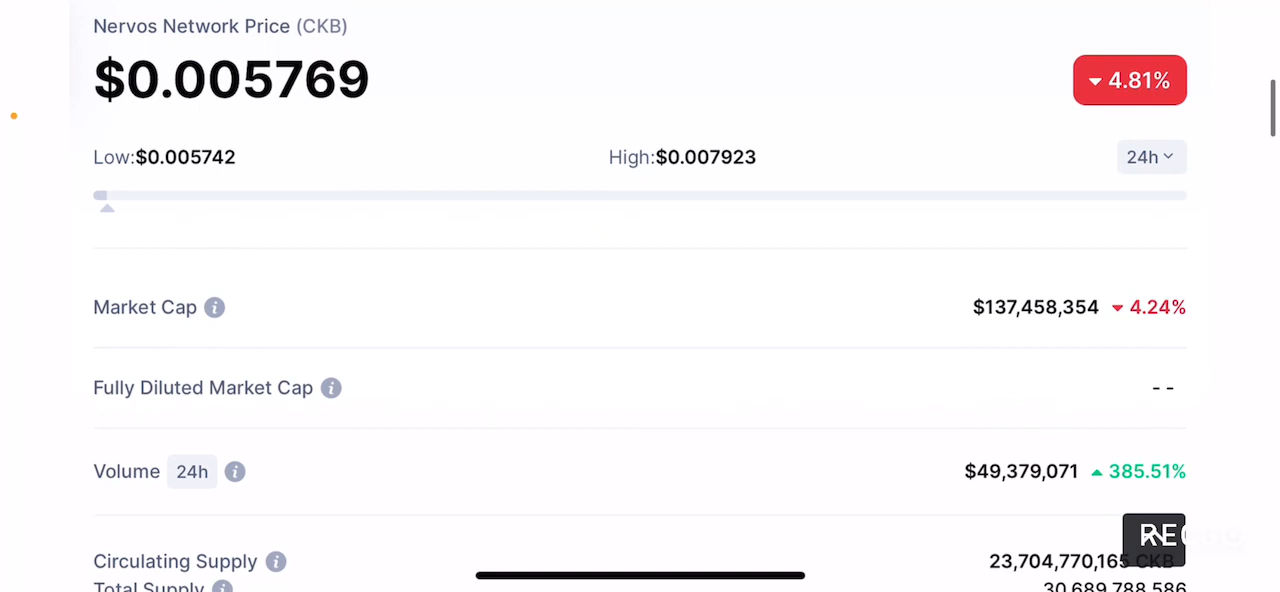 Nervos Network Price (CKB)
$0.005769
4.81%
Low:$0.005742 High:$0.007923 24h
Market Cap $137,458,354 4.24%
Fully Diluted Market Cap - -
Volume 24h $49,379,071 385.51%
Circulating Supply 23,704,770,165 CKB
Total Supply 30,689,788,586